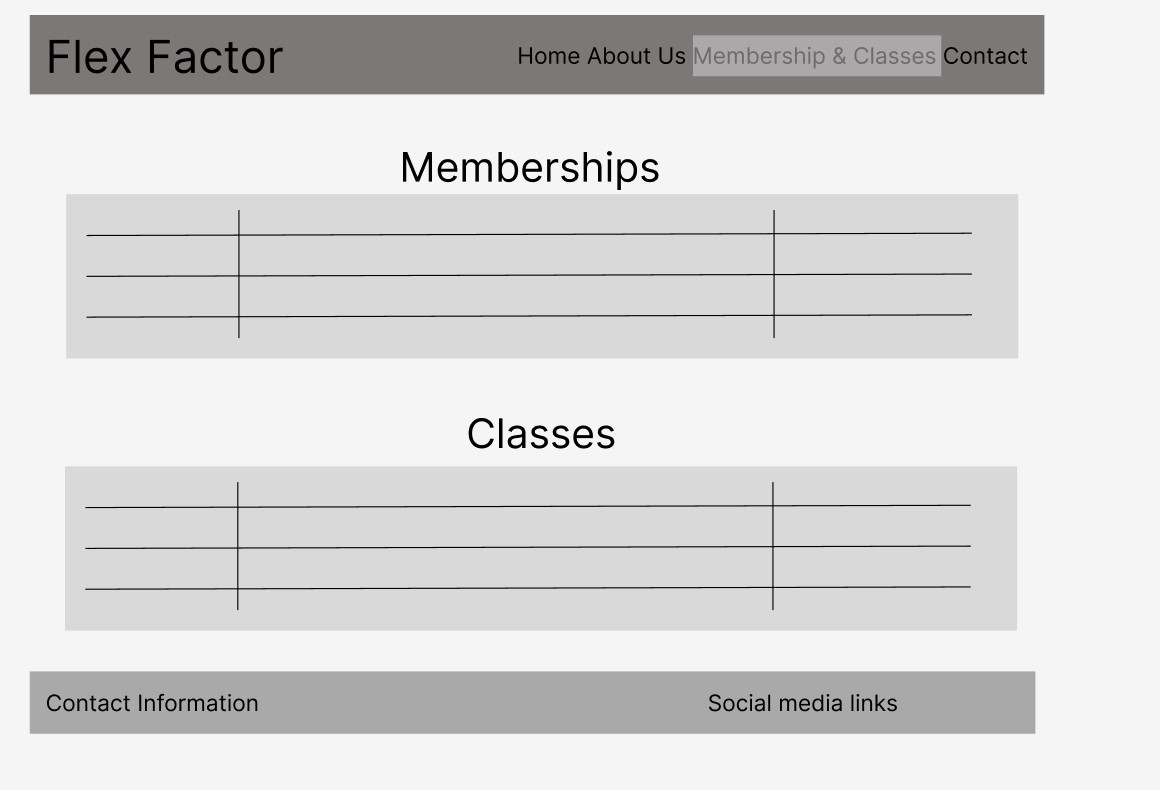 Flex Factor
Home About Us Membership & Classes Contact
Memberships
Classes
Contact Information
Social media links